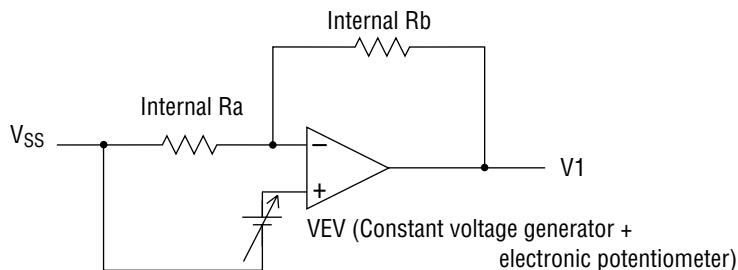 Internal Rb
Internal Ra
VSS
−
+
V1
VEV (Constant voltage generator +
electronic potentiometer)